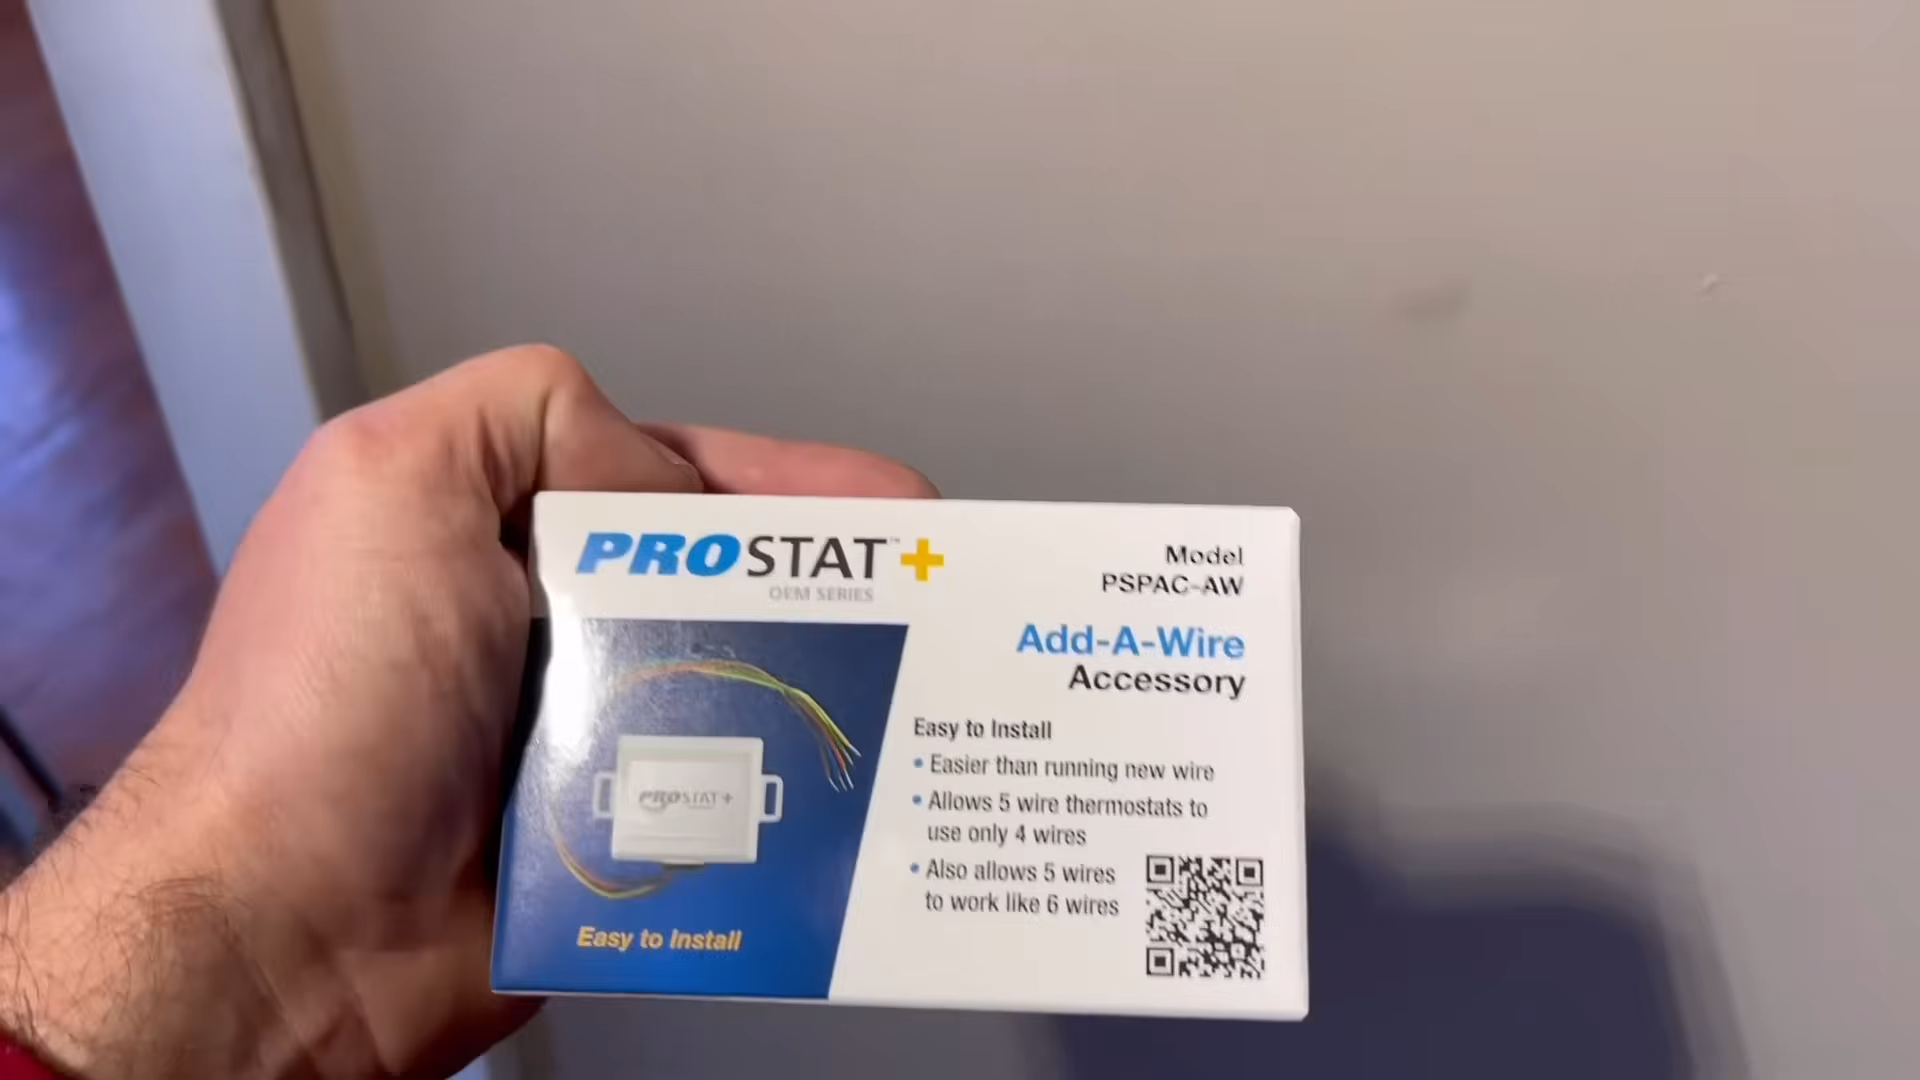 PROSTAT™+
OEM SERIES
Model
PSPAC-AW
Add-A-Wire
Accessory
Easy to Install
• Easier than running new wire
• Allows 5 wire thermostats to
use only 4 wires
• Also allows 5 wires
to work like 6 wires
PROSTAT+
Easy to Install